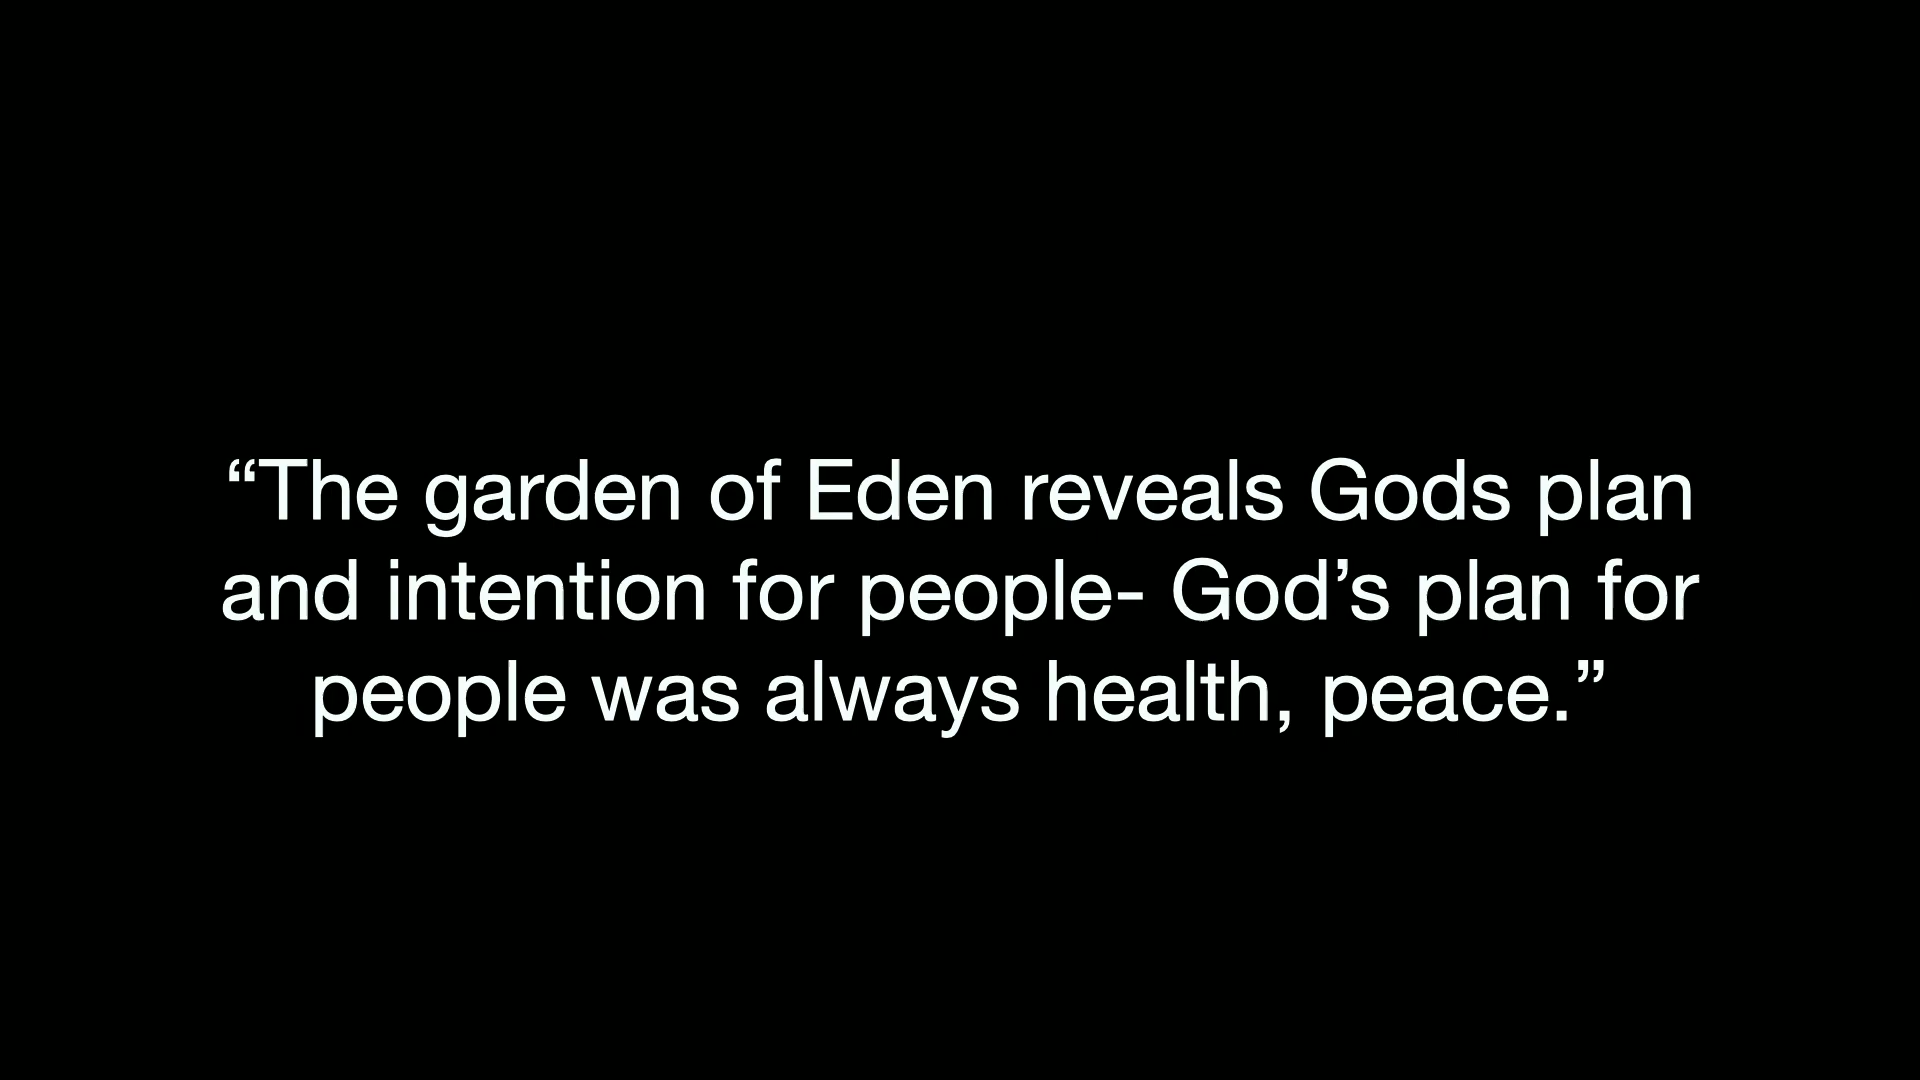 “The garden of Eden reveals Gods plan
and intention for people- God’s plan for
people was always health, peace.”